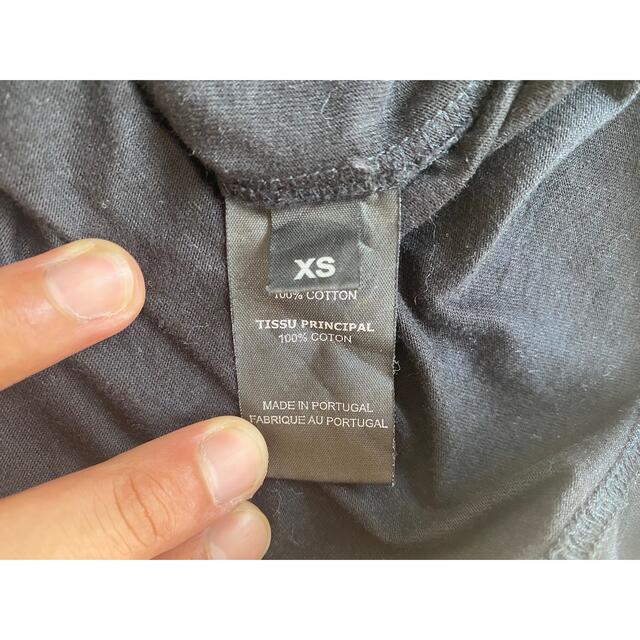 XS
100% COTTON
TISSU PRINCIPAL
100% COTON
MADE IN PORTUGAL
FABRIQUE AU PORTUGAL